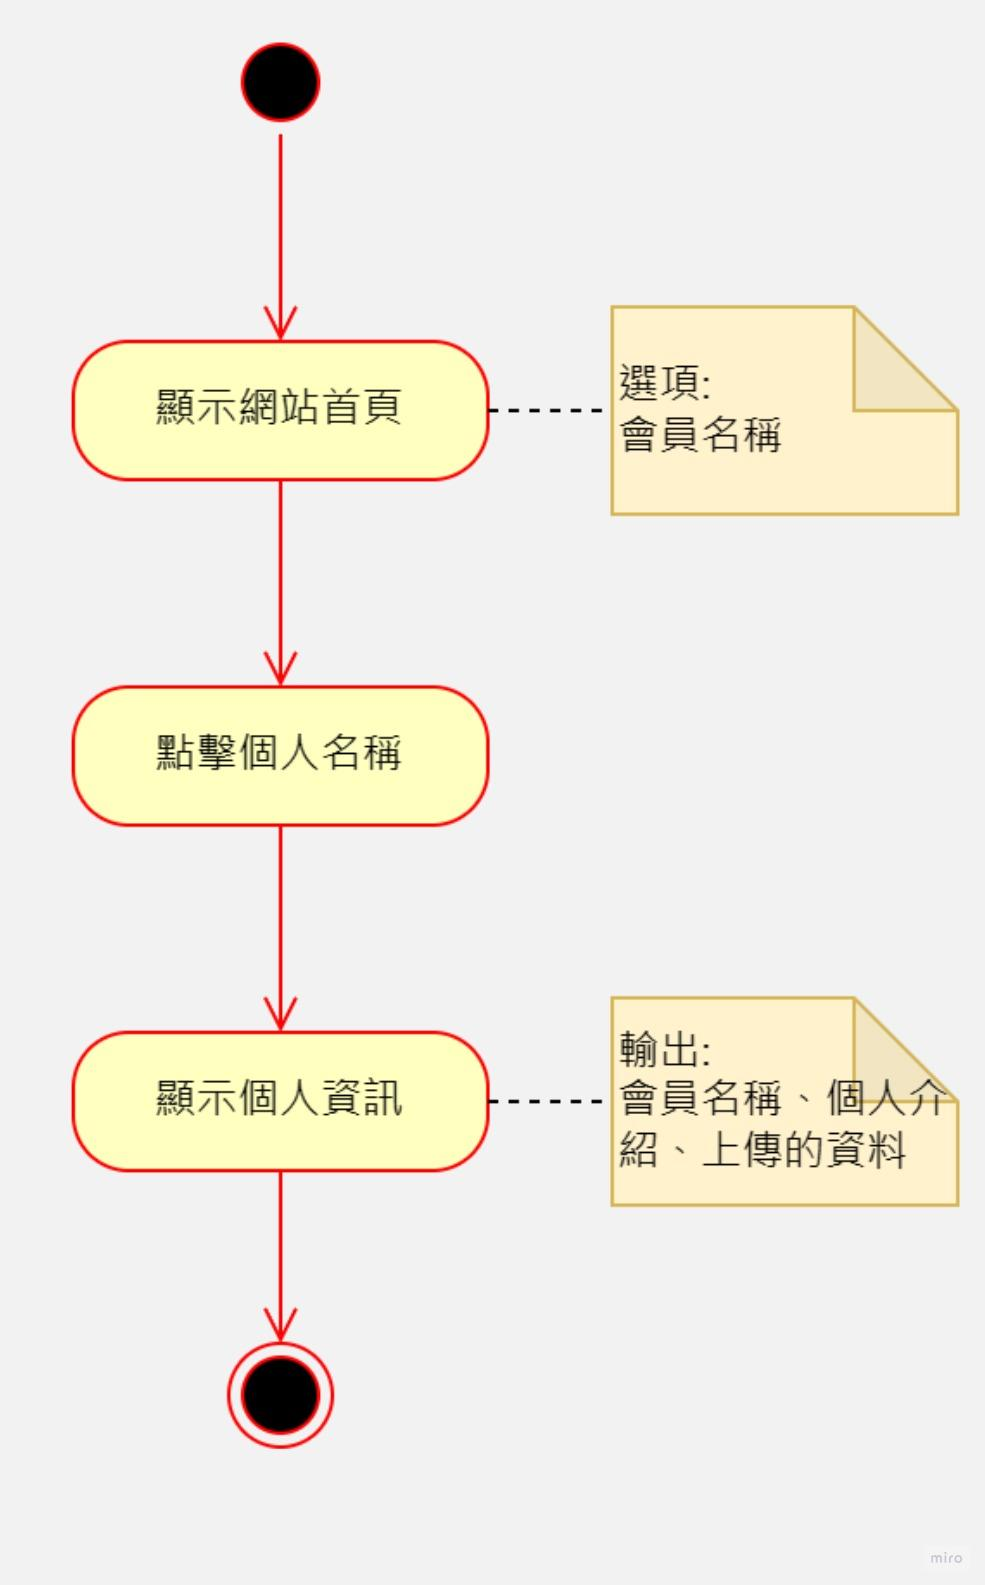 顯示網站首頁
選項:
會員名稱
點擊個人名稱
顯示個人資訊
輸出:
會員名稱、個人介
紹、上傳的資料
miro